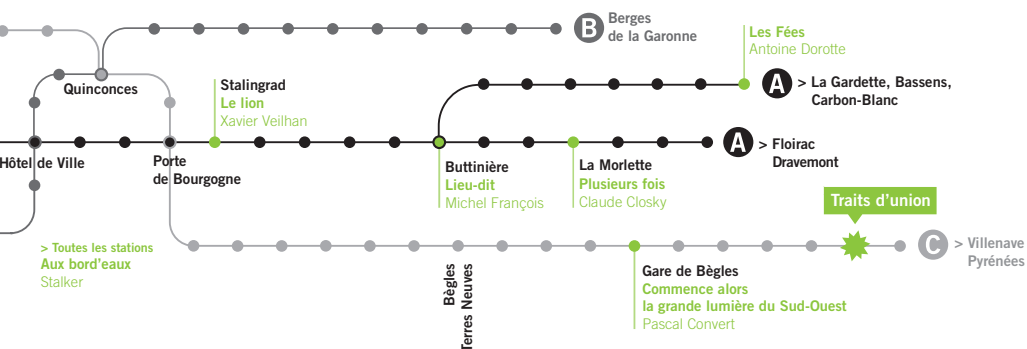 B
Berges
de la Garonne
Les Fées
Antoine Dorotte
Quinconces
Stalingrad
Le lion
Xavier Veilhan
A
> La Gardette, Bassens,
Carbon-Blanc
Hôtel de Ville
Porte
de Bourgogne
Buttinière
Lieu-dit
Michel François
La Morlette
Plusieurs fois
Claude Closky
A
> Floirac
Dravemont
Traits d’union
> Toutes les stations
Aux bord’eaux
Stalker
Bègles
Terres Neuves
Gare de Bègles
Commence alors
la grande lumière du Sud-Ouest
Pascal Convert
C
> Villenave
Pyrénées